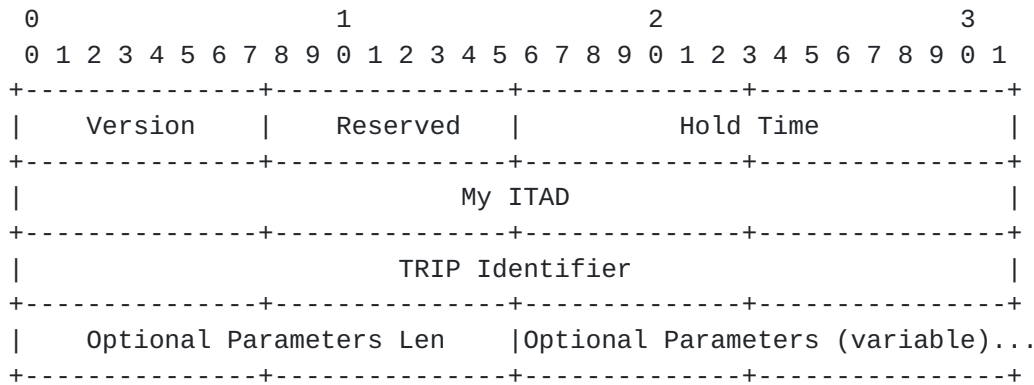 0                   1                   2                   3
0 1 2 3 4 5 6 7 8 9 0 1 2 3 4 5 6 7 8 9 0 1 2 3 4 5 6 7 8 9 0 1
+---------------+---------------+--------------+----------------+
|    Version    |    Reserved   |          Hold Time            |
+---------------+---------------+--------------+----------------+
|                            My ITAD                            |
+---------------+---------------+--------------+----------------+
|                        TRIP Identifier                        |
+---------------+---------------+--------------+----------------+
|    Optional Parameters Len    |Optional Parameters (variable)...
+---------------+---------------+--------------+----------------+